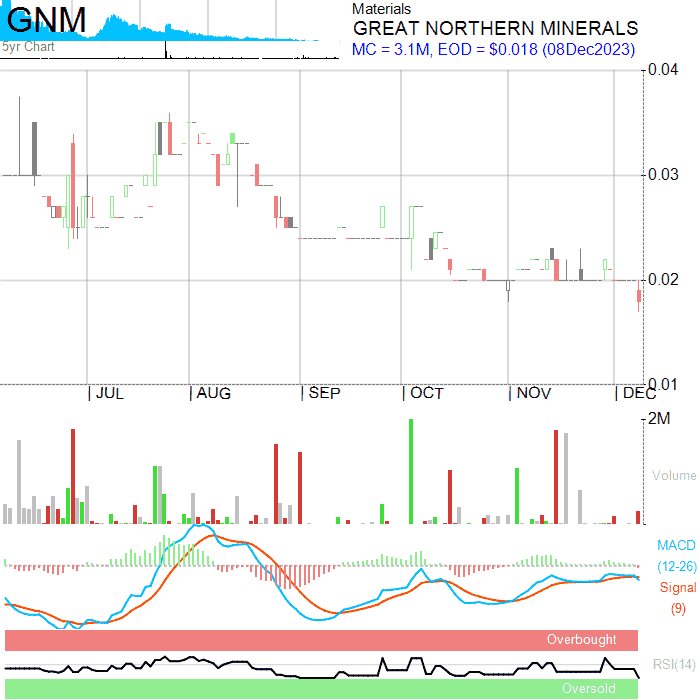 GNM
5yr Chart
Materials
GREAT NORTHERN MINERALS
MC = 3.1M, EOD = $0.018 (08Dec2023)
0.04
0.03
0.02
0.01
JUL AUG SEP OCT NOV DEC
2M
Volume
MACD
(12-26)
Signal
(9)
Overbought
RSI(14)
Oversold